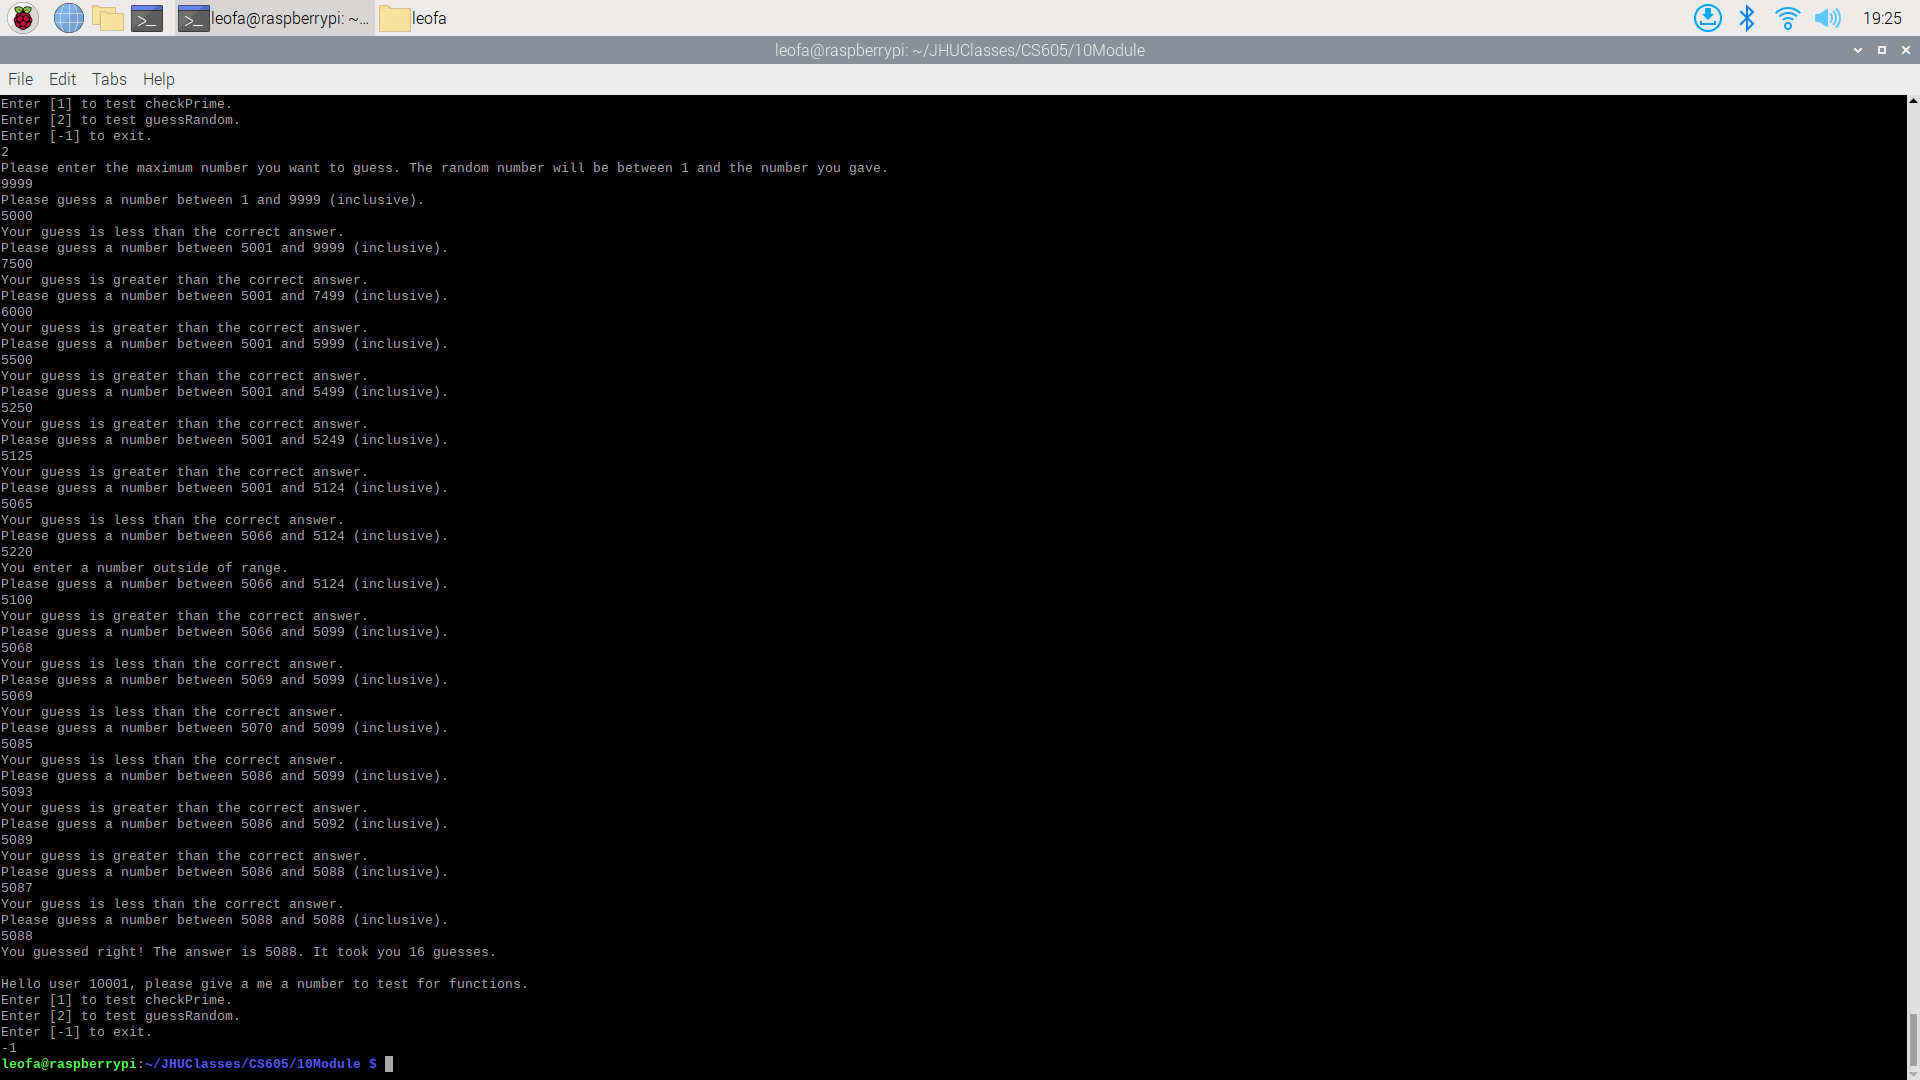 leofa@raspberrypi: ~...
leofa
19:25
leofa@raspberrypi: ~/JHUClasses/CS605/10Module
File Edit Tabs Help
Enter [1] to test checkPrime.
Enter [2] to test guessRandom.
Enter [-1] to exit.
2
Please enter the maximum number you want to guess. The random number will be between 1 and the number you gave.
9999
Please guess a number between 1 and 9999 (inclusive).
5000
Your guess is less than the correct answer.
Please guess a number between 5001 and 9999 (inclusive).
7500
Your guess is greater than the correct answer.
Please guess a number between 5001 and 7499 (inclusive).
6000
Your guess is greater than the correct answer.
Please guess a number between 5001 and 5999 (inclusive).
5500
Your guess is greater than the correct answer.
Please guess a number between 5001 and 5499 (inclusive).
5250
Your guess is greater than the correct answer.
Please guess a number between 5001 and 5249 (inclusive).
5125
Your guess is greater than the correct answer.
Please guess a number between 5001 and 5124 (inclusive).
5065
Your guess is less than the correct answer.
Please guess a number between 5066 and 5124 (inclusive).
5220
You enter a number outside of range.
Please guess a number between 5066 and 5124 (inclusive).
5100
Your guess is greater than the correct answer.
Please guess a number between 5066 and 5099 (inclusive).
5068
Your guess is less than the correct answer.
Please guess a number between 5069 and 5099 (inclusive).
5069
Your guess is less than the correct answer.
Please guess a number between 5070 and 5099 (inclusive).
5085
Your guess is less than the correct answer.
Please guess a number between 5086 and 5099 (inclusive).
5093
Your guess is greater than the correct answer.
Please guess a number between 5086 and 5092 (inclusive).
5089
Your guess is greater than the correct answer.
Please guess a number between 5086 and 5088 (inclusive).
5087
Your guess is less than the correct answer.
Please guess a number between 5088 and 5088 (inclusive).
5088
You guessed right! The answer is 5088. It took you 16 guesses.
Hello user 10001, please give a me a number to test for functions.
Enter [1] to test checkPrime.
Enter [2] to test guessRandom.
Enter [-1] to exit.
-1
leofa@raspberrypi:~/JHUClasses/CS605/10Module $